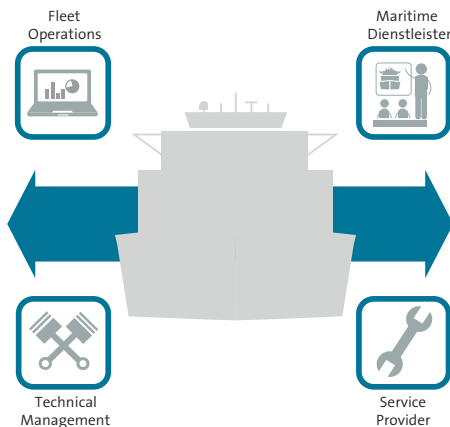 Fleet
Operations
Maritime
Dienstleister
Technical
Management
Service
Provider